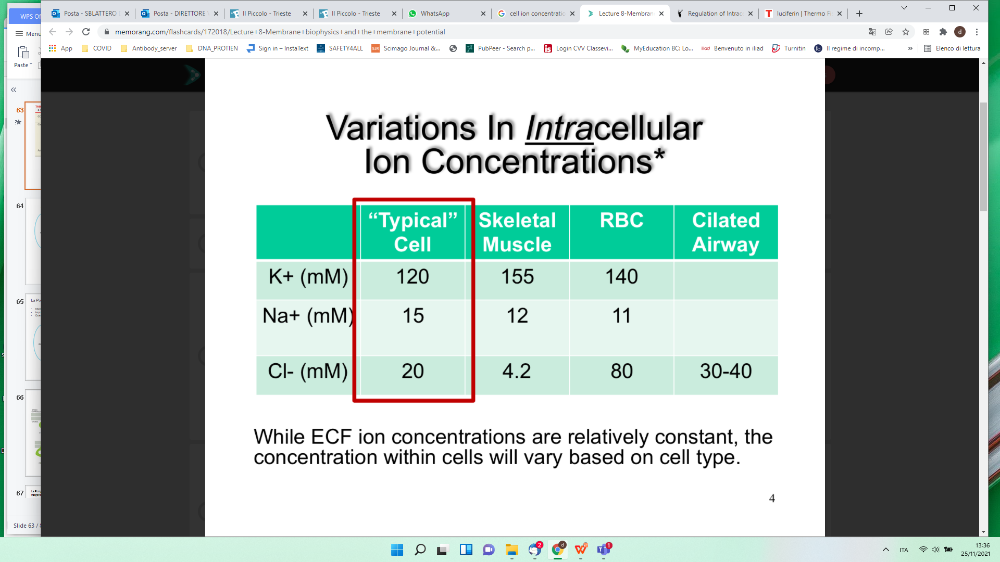 WPS Of
Posta - SBLATTERO
Posta - DIRETTORE
Il Piccolo - Trieste
Il Piccolo - Trieste
WhatsApp
cell ion concentratio
Lecture 8-Membran
Regulation of Intrac
luciferin | Thermo Fi
Menu
memorang.com/flashcards/172018/Lecture+8-Membrane+biophysics+and+the+membrane+potential
d
App
COVID
Antibody_server
DNA_PROTIEN
Sign in – InstaText
SAFETY4ALL
Scimago Journal &...
PubPeer - Search p...
Login CVV Classevi...
MyEducation BC: Lo...
Benvenuto in iliad
Turnitin
Il regime di incomp...
»
Elenco di lettura
Paste
63
64
65
La Po
66
67
Slide 63 /
Variations In Intracellular
Ion Concentrations*
“Typical” Cell
Skeletal Muscle
RBC
Cilated Airway
K+ (mM) 120 155 140
Na+ (mM) 15 12 11
Cl- (mM) 20 4.2 80 30-40
While ECF ion concentrations are relatively constant, the
concentration within cells will vary based on cell type.
4
2
d
1
ITA
13:36
25/11/2021